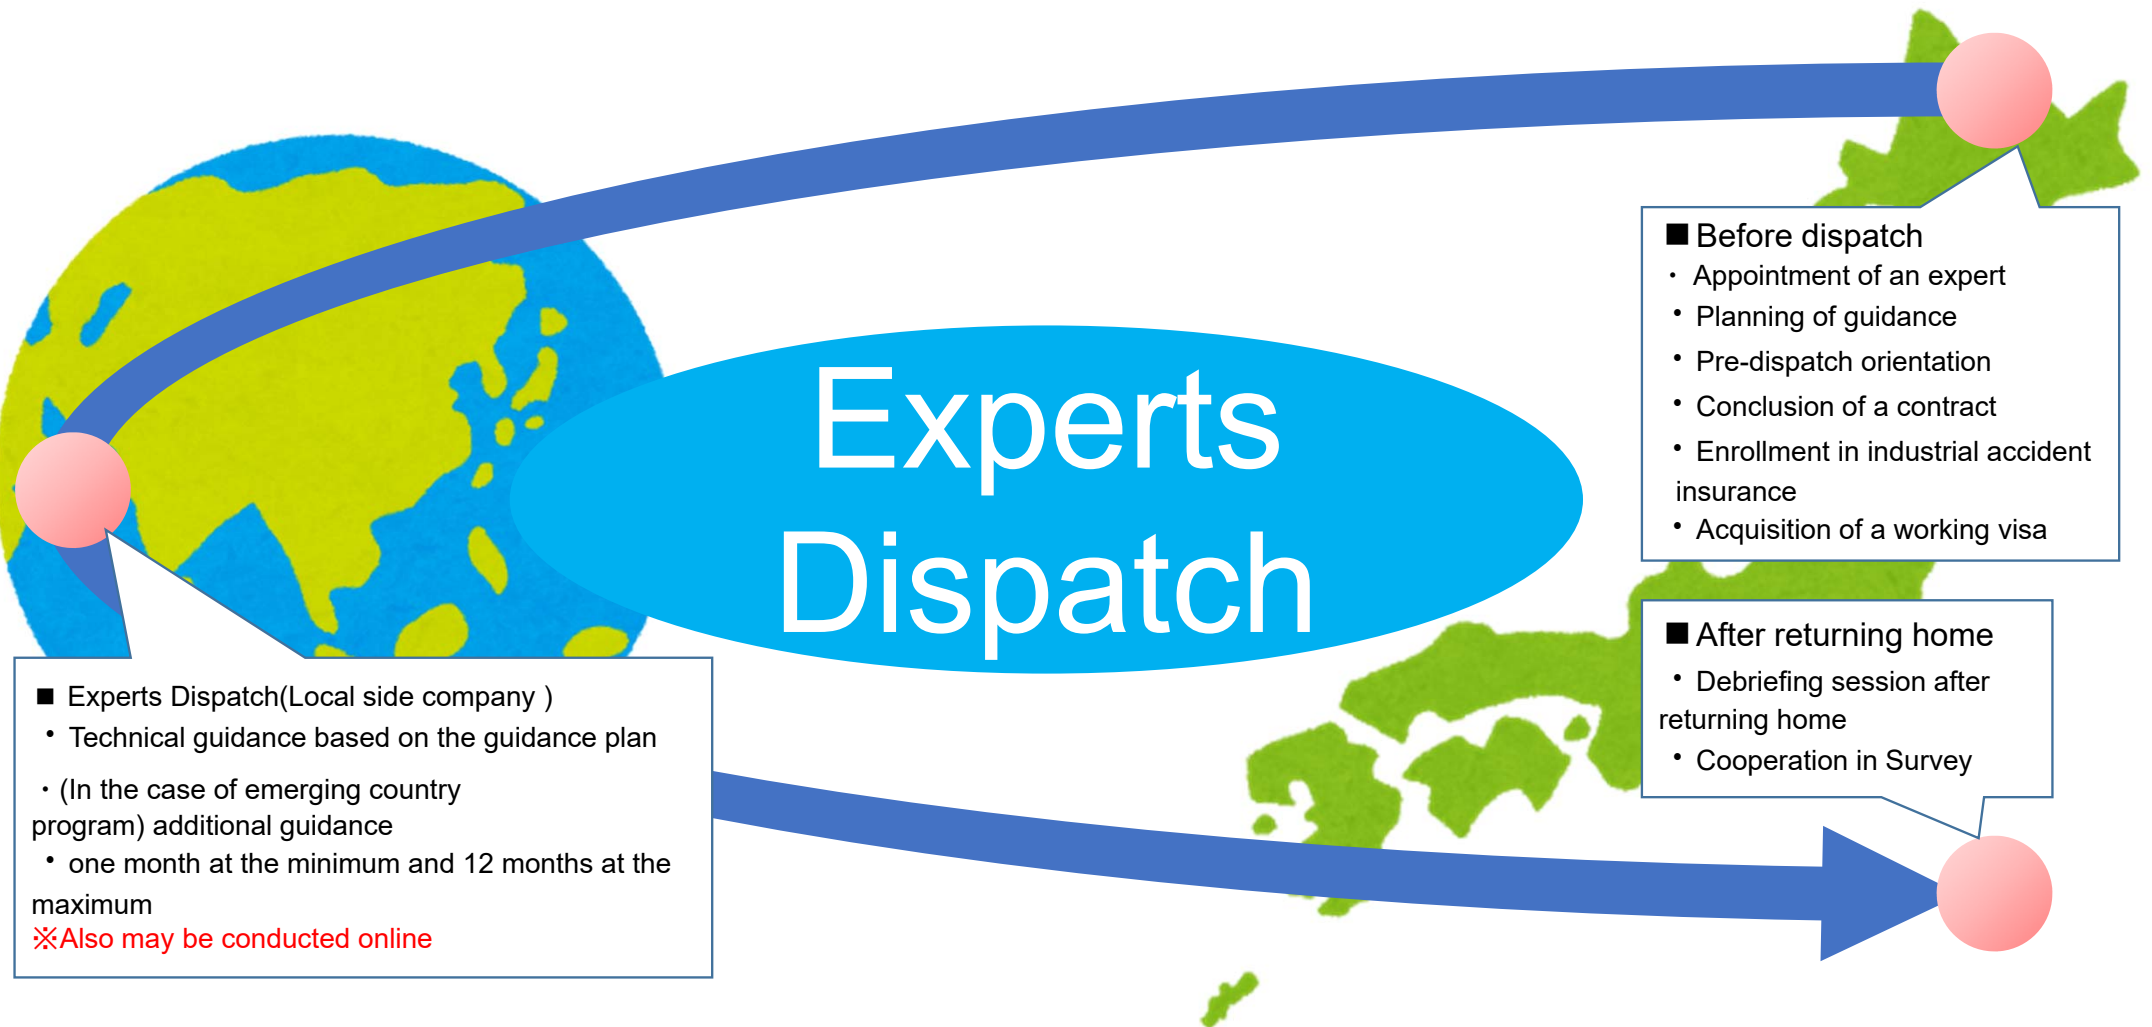 Experts
Dispatch
■ Before dispatch
・ Appointment of an expert
・ Planning of guidance
・ Pre-dispatch orientation
・ Conclusion of a contract
・ Enrollment in industrial accident
insurance
・ Acquisition of a working visa
■ Experts Dispatch(Local side company )
・ Technical guidance based on the guidance plan
・(In the case of emerging country
program) additional guidance
・ one month at the minimum and 12 months at the
maximum
※Also may be conducted online
■ After returning home
・ Debriefing session after
returning home
・ Cooperation in Survey